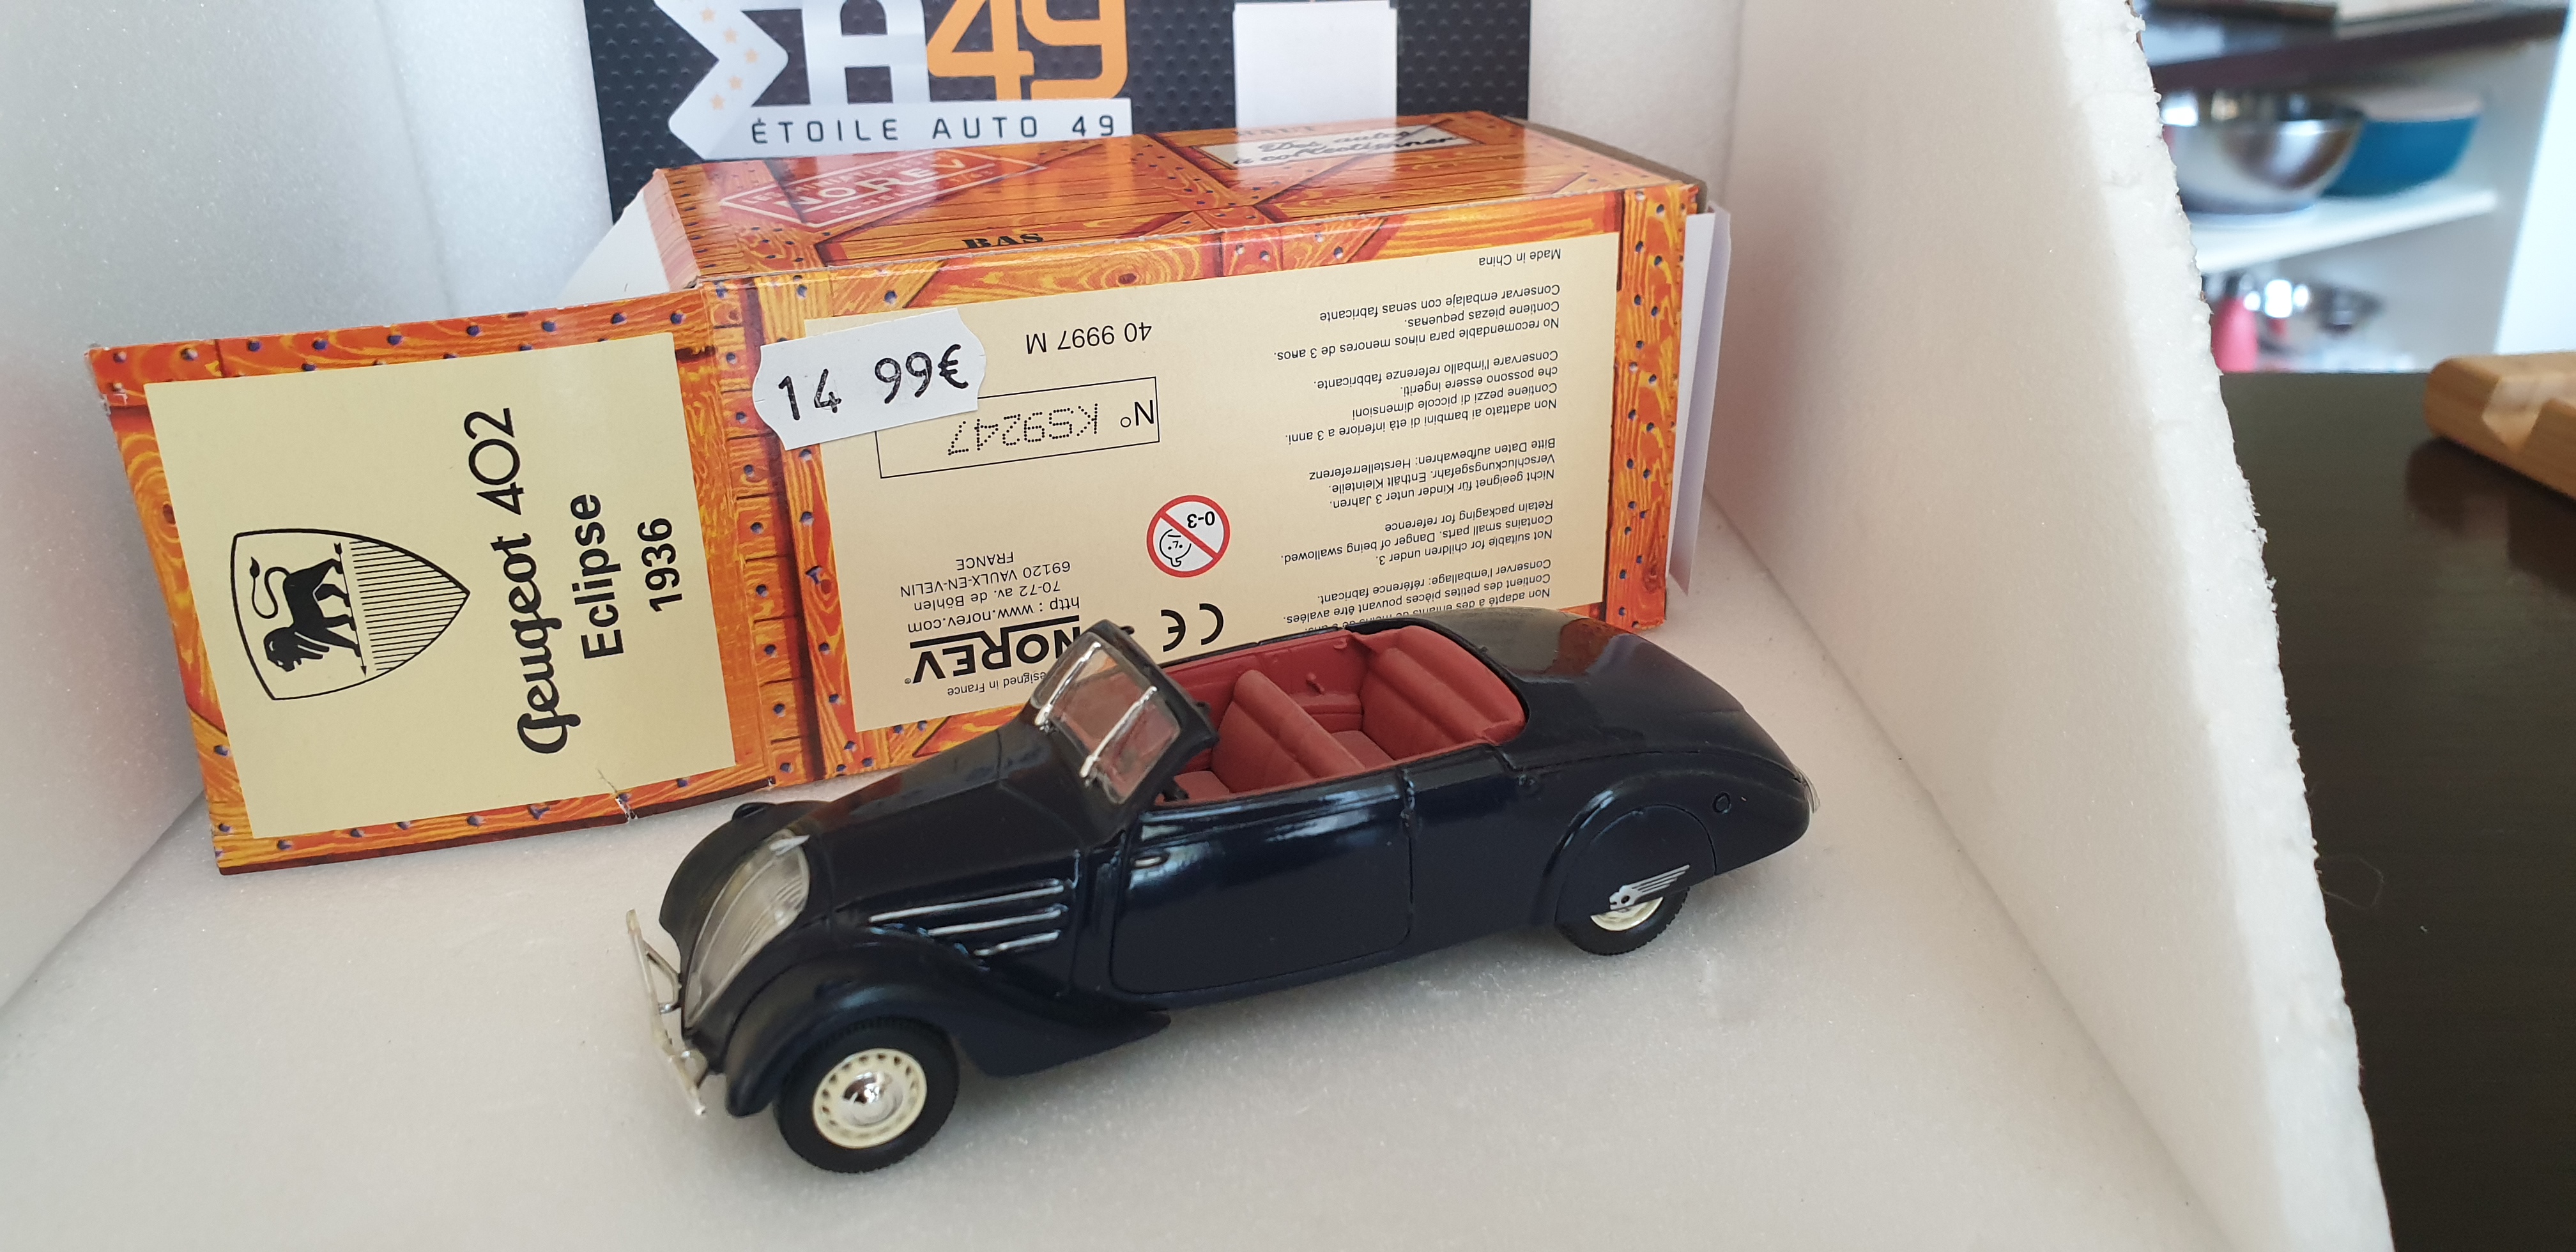 EA49
ÉTOILE AUTO 49
NOREV
Des autos
à collectionner
BAS
Peugeot 402
Eclipse
1936
14 99€
40 9997 M
N° KS9247
0-3
CE
Designed in France
NOREV®
http : www.norev.com
70-72 av. de Böhlen
69120 VAULX-EN-VELIN
FRANCE
Contient des petites pièces pouvant être avalées.
Conserver l'emballage: référence fabricant.
Not suitable for children under 3.
Contains small parts. Danger of being swallowed.
Retain packaging for reference
Nicht geeignet für Kinder unter 3 Jahren.
Verschluckungsgefahr. Enthält Kleinteile.
Bitte Daten aufbewahren: Herstellerreferenz
Non adattato ai bambini di età inferiore a 3 anni.
Contiene pezzi di piccole dimensioni
che possono essere ingeriti.
Conservare l'imballo referenze fabbricante.
No recomendable para ninos menores de 3 anos.
Contiene piezas pequenas.
Conservar embalaje con senas fabricante
Made in China